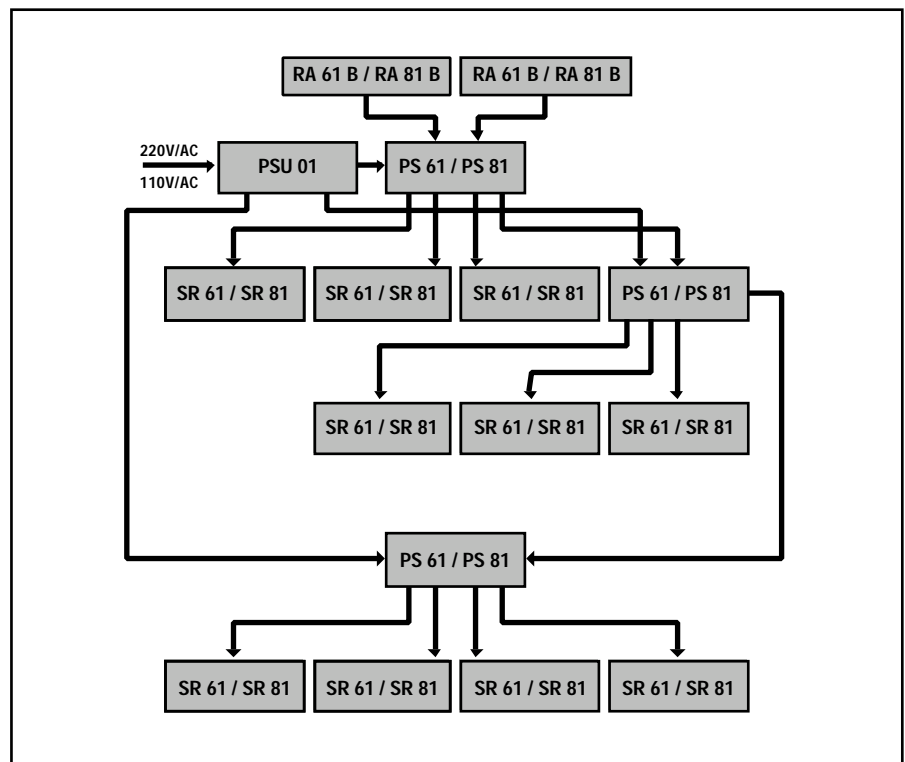 RA 61 B / RA 81 B
RA 61 B / RA 81 B
220V/AC
110V/AC
PSU 01
PS 61 / PS 81
SR 61 / SR 81
SR 61 / SR 81
SR 61 / SR 81
PS 61 / PS 81
SR 61 / SR 81
SR 61 / SR 81
SR 61 / SR 81
PS 61 / PS 81
SR 61 / SR 81
SR 61 / SR 81
SR 61 / SR 81
SR 61 / SR 81